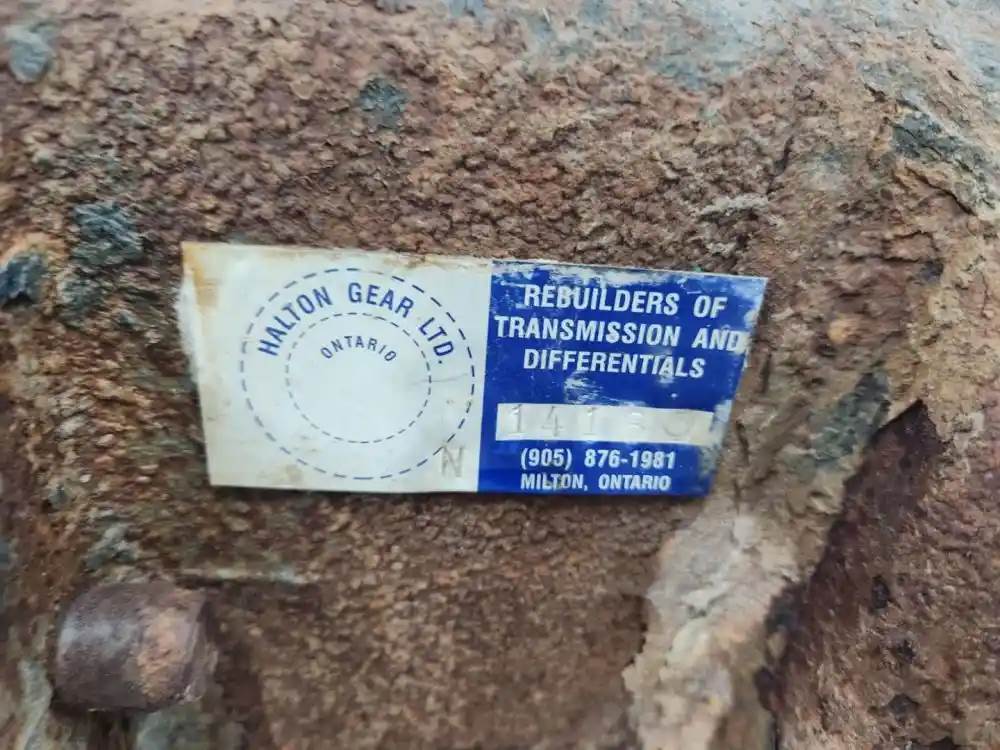 HALTON GEAR LTD.
ONTARIO
N
REBUILDERS OF
TRANSMISSION AND
DIFFERENTIALS
(905) 876-1981
MILTON, ONTARIO